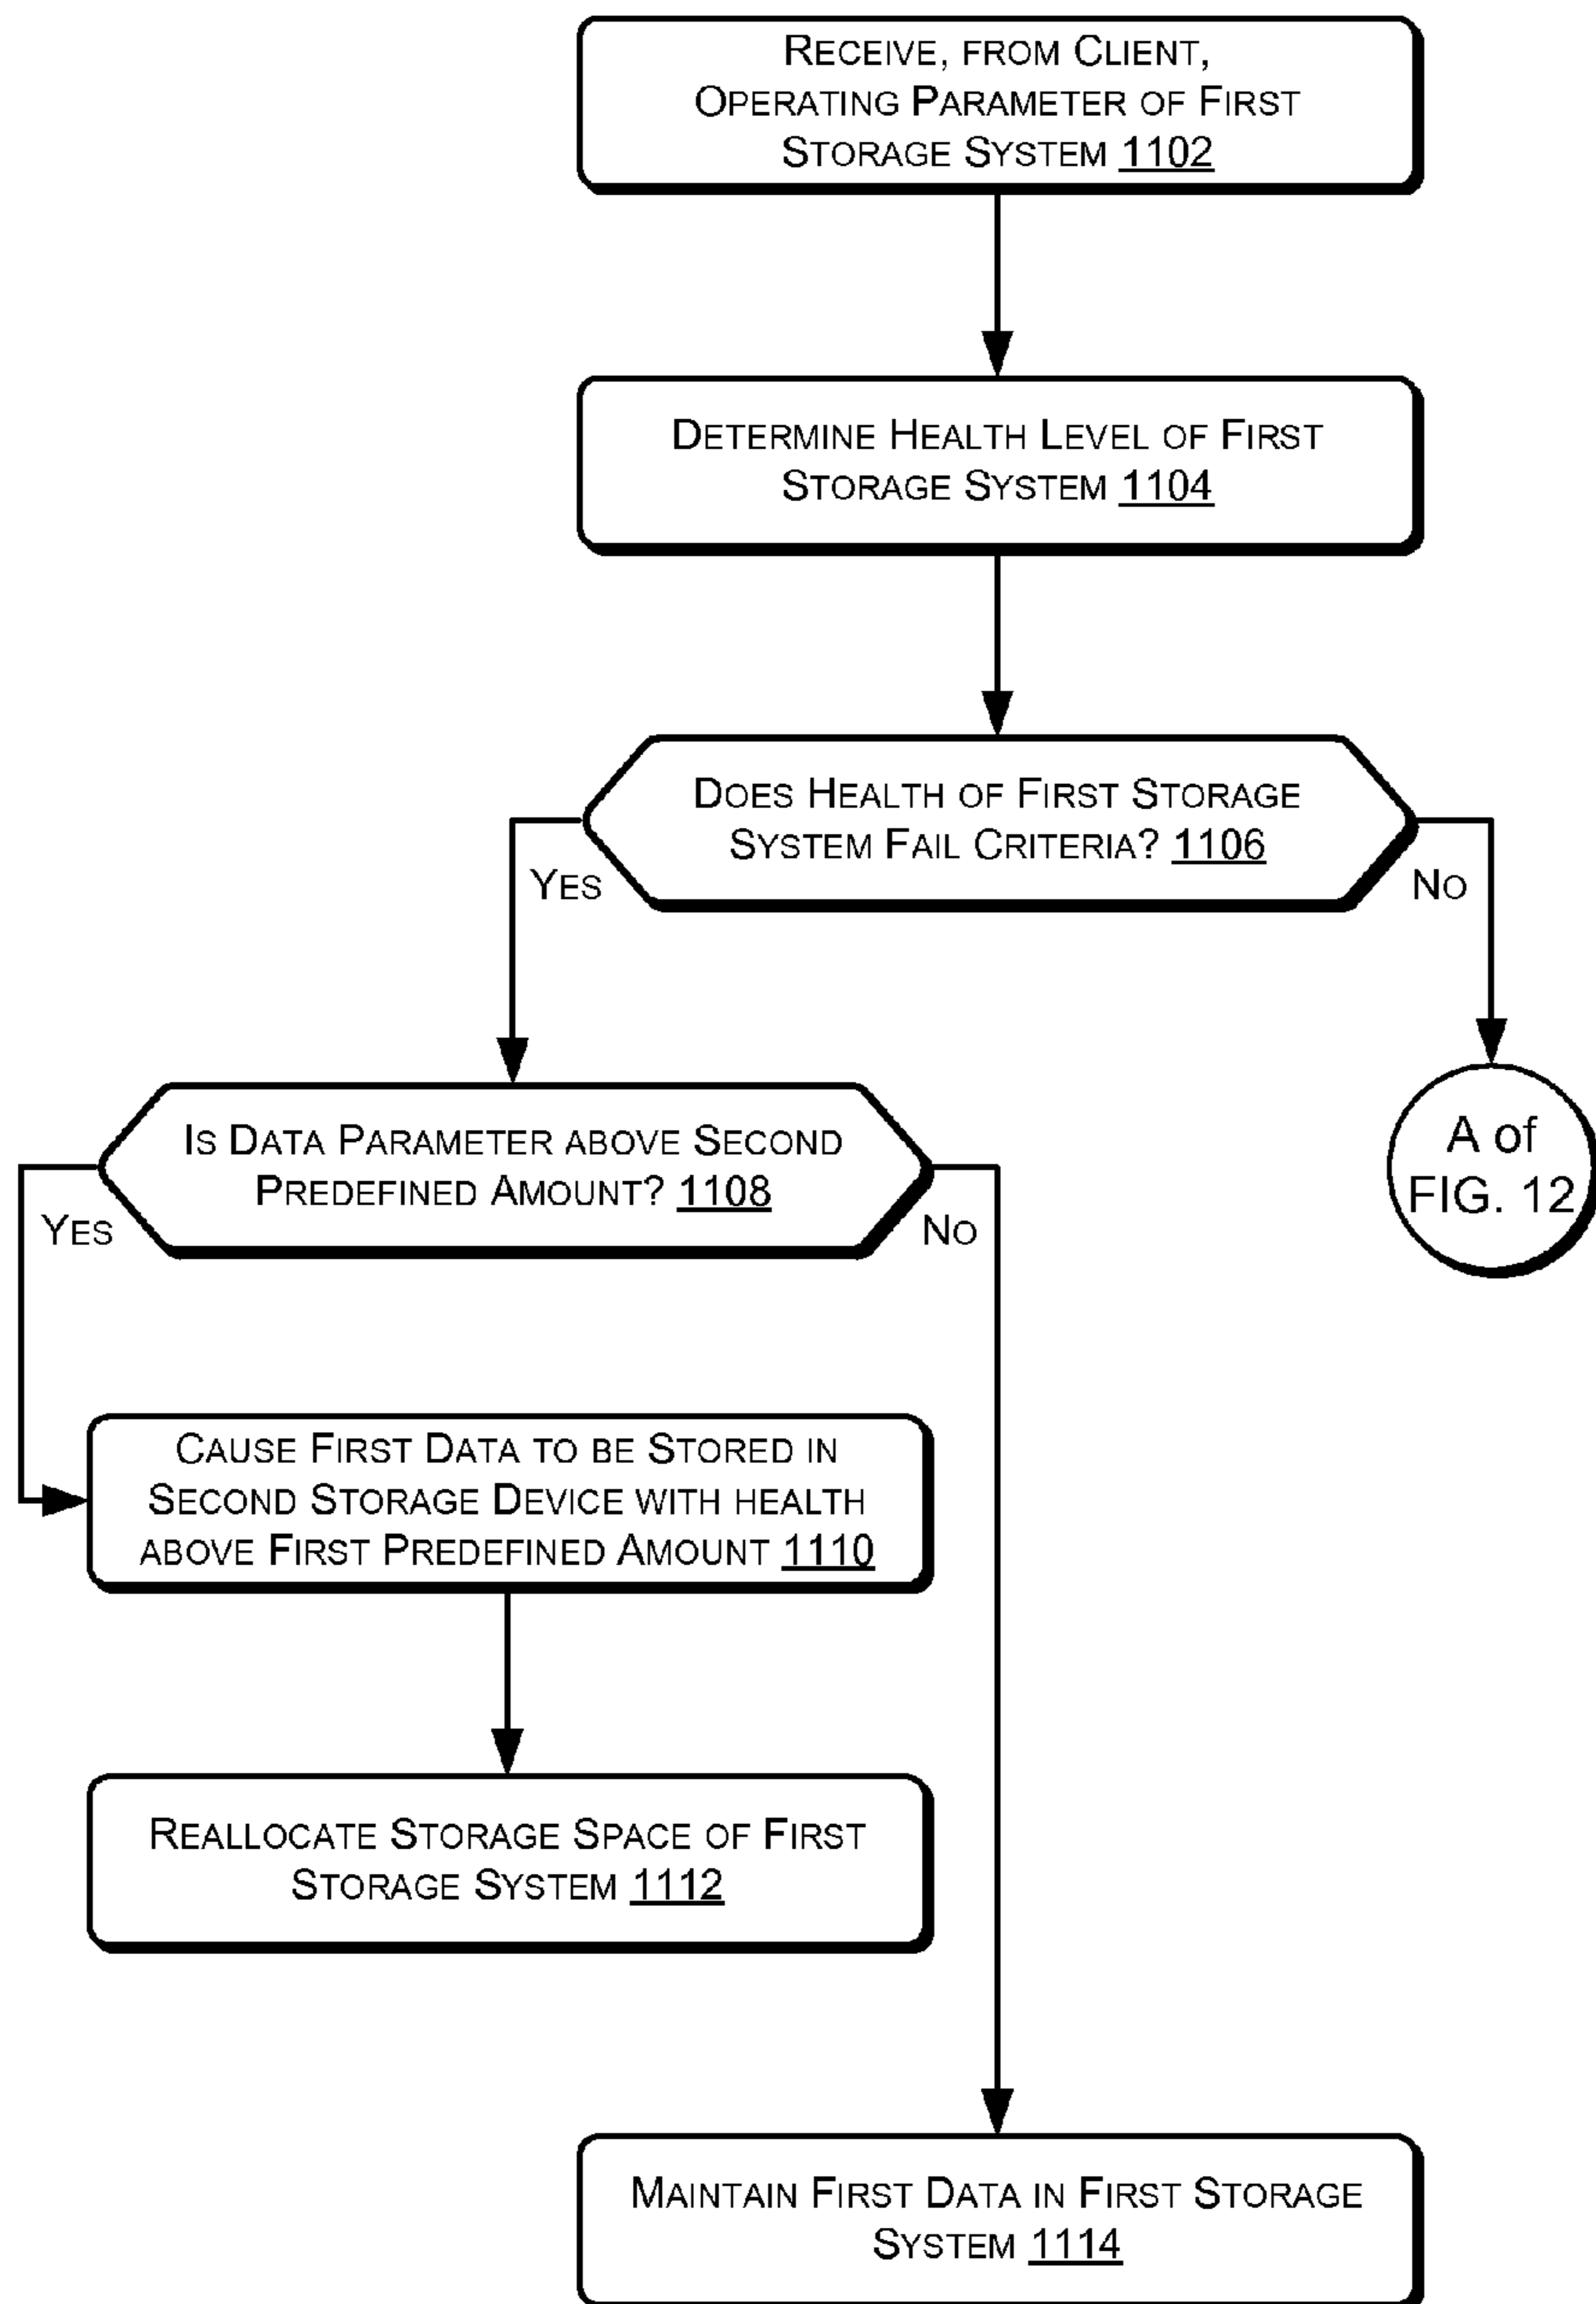 RECEIVE, FROM CLIENT,
OPERATING PARAMETER OF FIRST
STORAGE SYSTEM 1102
DETERMINE HEALTH LEVEL OF FIRST
STORAGE SYSTEM 1104
DOES HEALTH OF FIRST STORAGE
SYSTEM FAIL CRITERIA? 1106
YES
NO
IS DATA PARAMETER ABOVE SECOND
PREDEFINED AMOUNT? 1108
YES
NO
A of
FIG. 12
CAUSE FIRST DATA TO BE STORED IN
SECOND STORAGE DEVICE WITH HEALTH
ABOVE FIRST PREDEFINED AMOUNT 1110
REALLOCATE STORAGE SPACE OF FIRST
STORAGE SYSTEM 1112
MAINTAIN FIRST DATA IN FIRST STORAGE
SYSTEM 1114